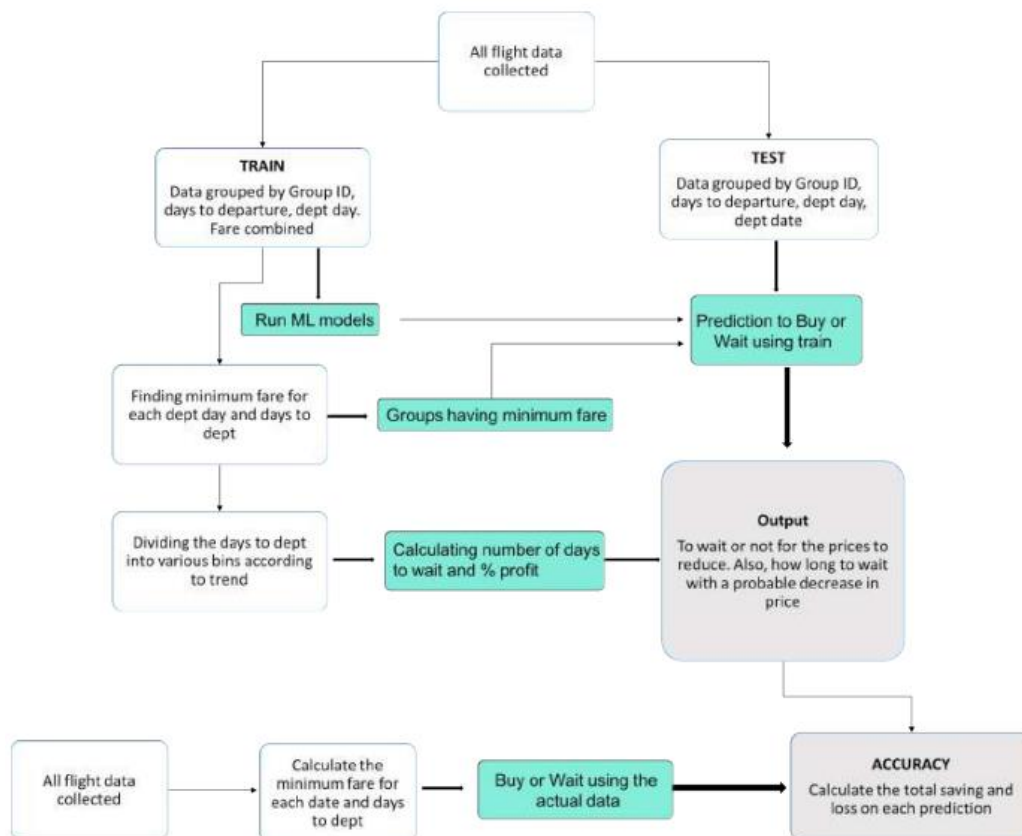 All flight data
collected
TRAIN
Data grouped by Group ID,
days to departure, dept day.
Fare combined
TEST
Data grouped by Group ID,
days to departure, dept day,
dept date
Run ML models
Prediction to Buy or
Wait using train
Finding minimum fare for
each dept day and days to
dept
Groups having minimum fare
Dividing the days to dept
into various bins according
to trend
Calculating number of days
to wait and % profit
Output
To wait or not for the prices to
reduce. Also, how long to wait
with a probable decrease in
price
All flight data
collected
Calculate the
minimum fare for
each date and days
to dept
Buy or Wait using the
actual data
ACCURACY
Calculate the total saving and
loss on each prediction